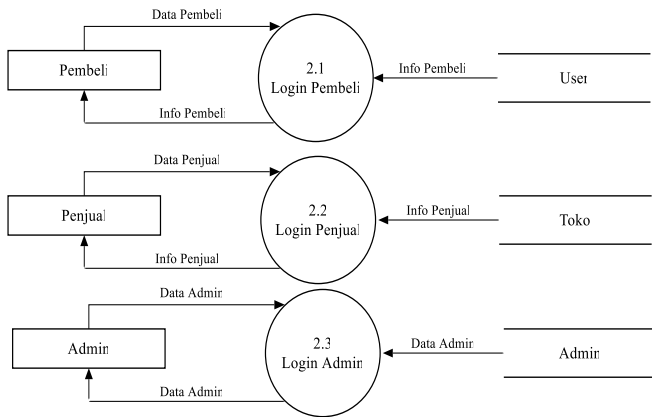 Data Pembeli
Pembeli
2.1
Login Pembeli
Info Pembeli
User
Info Pembeli
Data Penjual
Penjual
2.2
Login Penjual
Info Penjual
Toko
Info Penjual
Data Admin
Admin
2.3
Login Admin
Data Admin
Admin
Data Admin